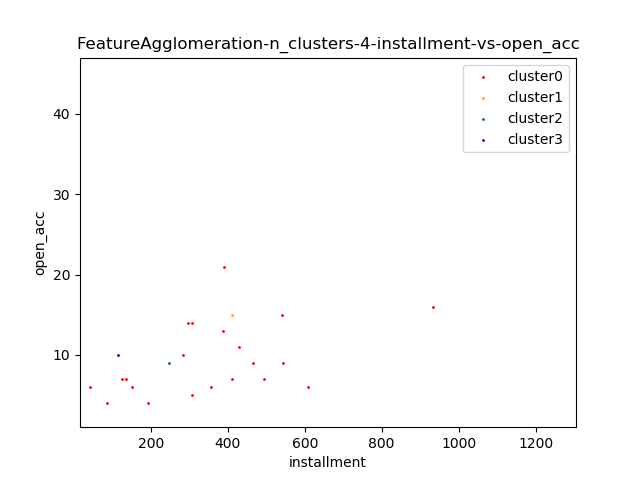 FeatureAgglomeration-n_clusters-4-installment-vs-open_acc
cluster0
cluster1
cluster2
cluster3
40
30
20
10
open_acc
200 400 600 800 1000 1200
installment